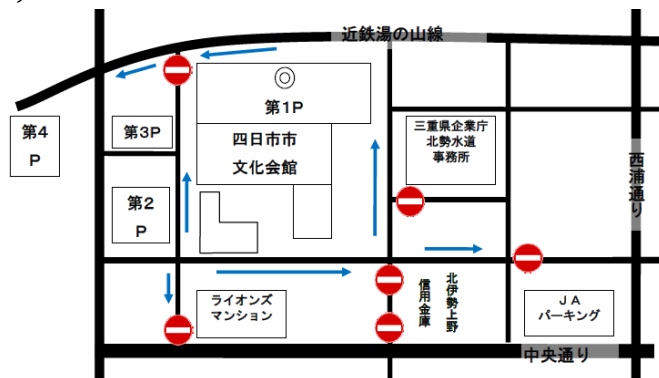 近鉄湯の山線
第1P
第4
P
第3P
四日市市
文化会館
三重県企業庁
北勢水道
事務所
西浦通り
第2
P
ライオンズ
マンション
北伊勢上野
信用金庫
JA
パーキング
中央通り